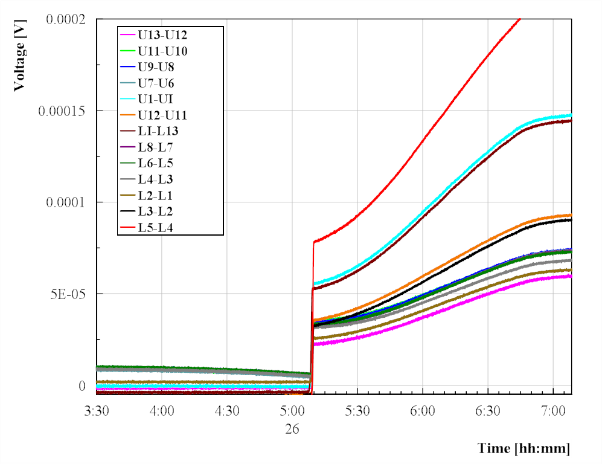 0.0002
Voltage [V]
U13-U12
U11-U10
U9-U8
U7-U6
U1-UI
U12-U11
LI-L13
L8-L7
L6-L5
L4-L3
L2-L1
L3-L2
L5-L4
0.00015
0.0001
5E-05
0
3:30 4:00 4:30 5:00 5:30 6:00 6:30 7:00
26
Time [hh:mm]